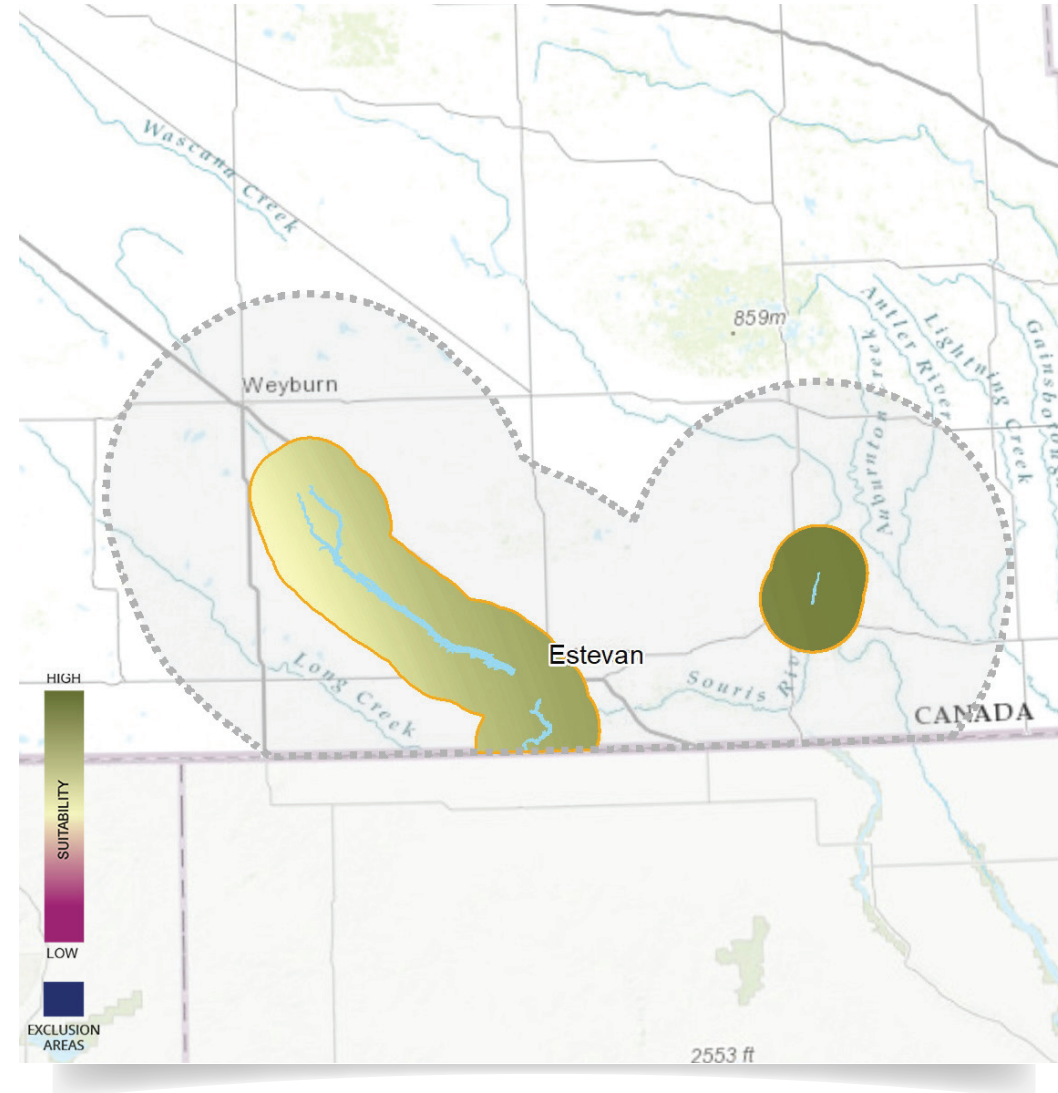 Wascana Creek
859m
Antler River
Lightning Creek
Auburnton Creek
Weyburn
Estevan
Long Creek
Souris
CANADA
HIGH
SUITABILITY
LOW
EXCLUSION
AREAS
2553 ft